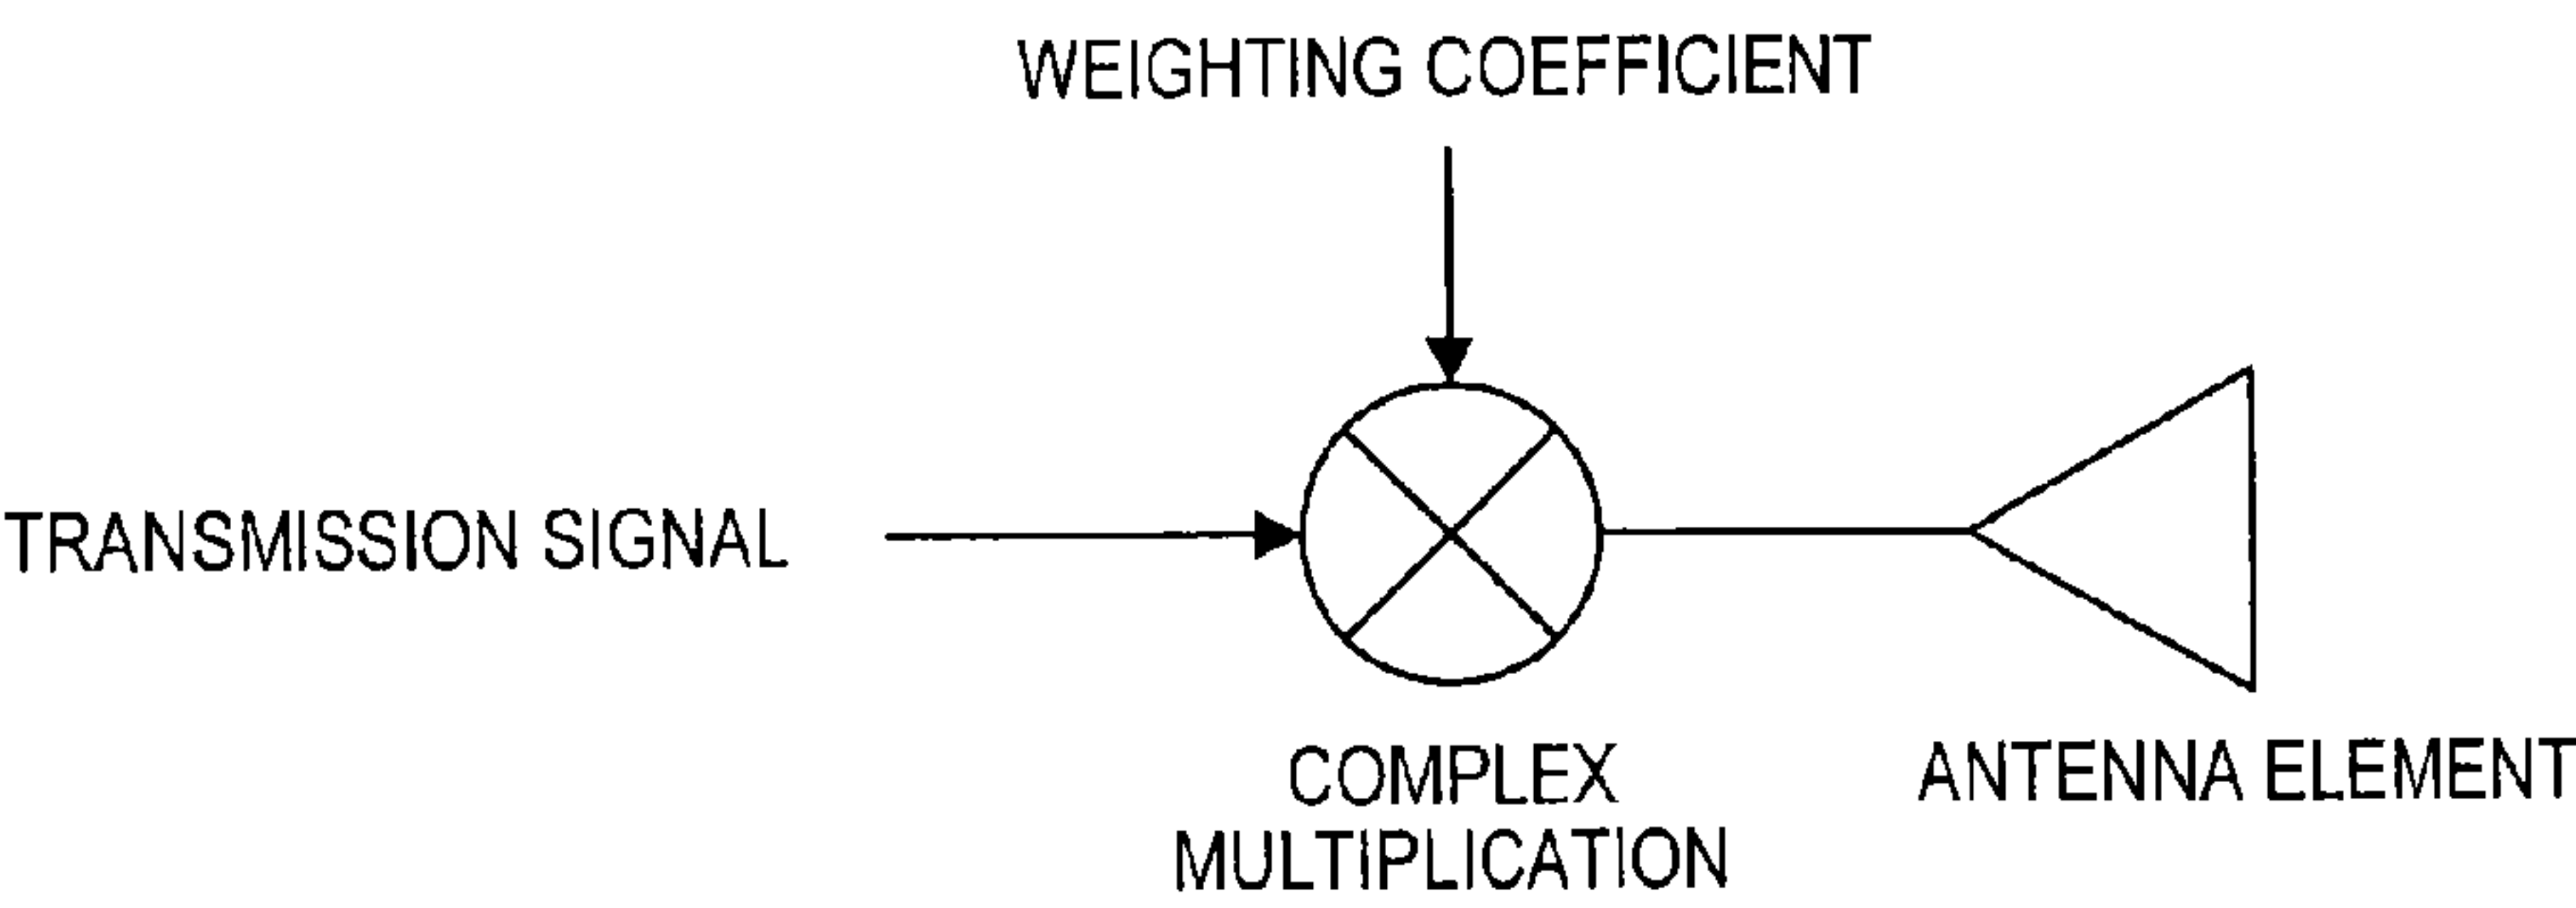 WEIGHTING COEFFICIENT
TRANSMISSION SIGNAL
COMPLEX
MULTIPLICATION
ANTENNA ELEMENT